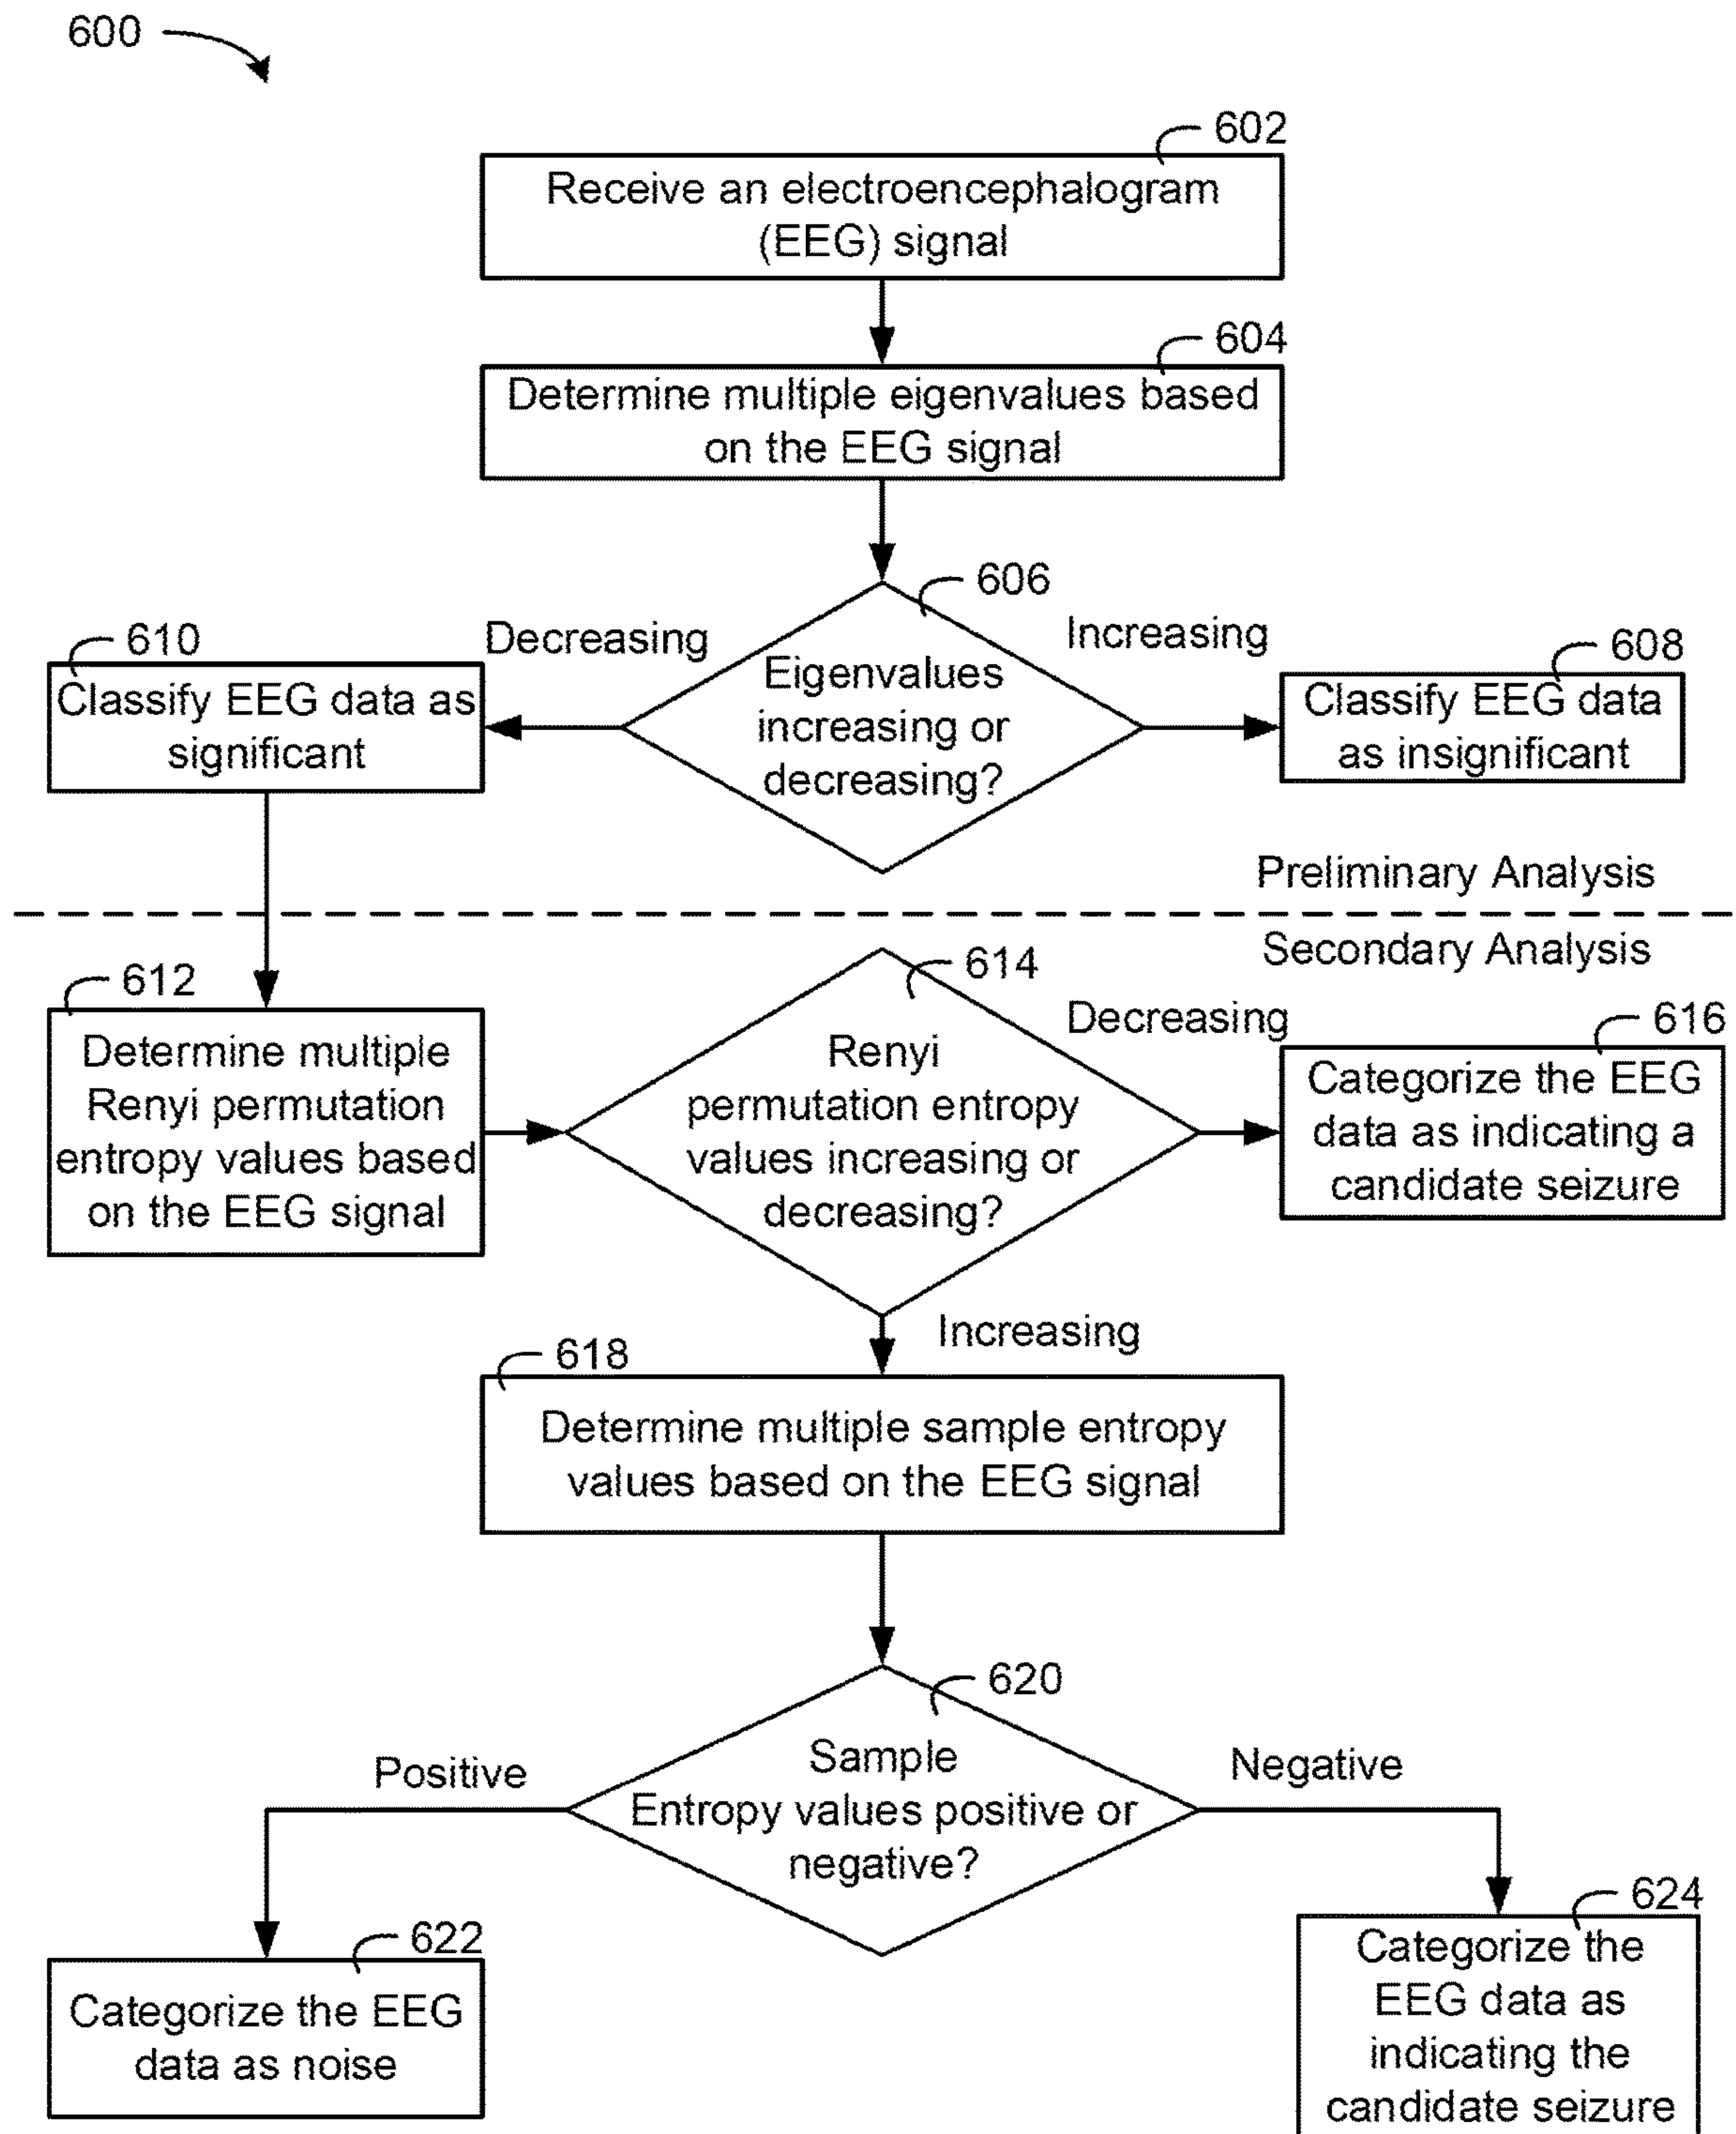 600
602
Receive an electroencephalogram
(EEG) signal
604
Determine multiple eigenvalues based
on the EEG signal
606
Decreasing
Increasing
610
Classify EEG data as
significant
Eigenvalues
increasing or
decreasing?
608
Classify EEG data
as insignificant
Preliminary Analysis
Secondary Analysis
612
Determine multiple
Renyi permutation
entropy values based
on the EEG signal
614
Renyi
permutation entropy
values increasing or
decreasing?
Decreasing
616
Categorize the EEG
data as indicating a
candidate seizure
Increasing
618
Determine multiple sample entropy
values based on the EEG signal
620
Sample
Entropy values positive or
negative?
Positive
Negative
622
Categorize the EEG
data as noise
624
Categorize the
EEG data as
indicating the
candidate seizure